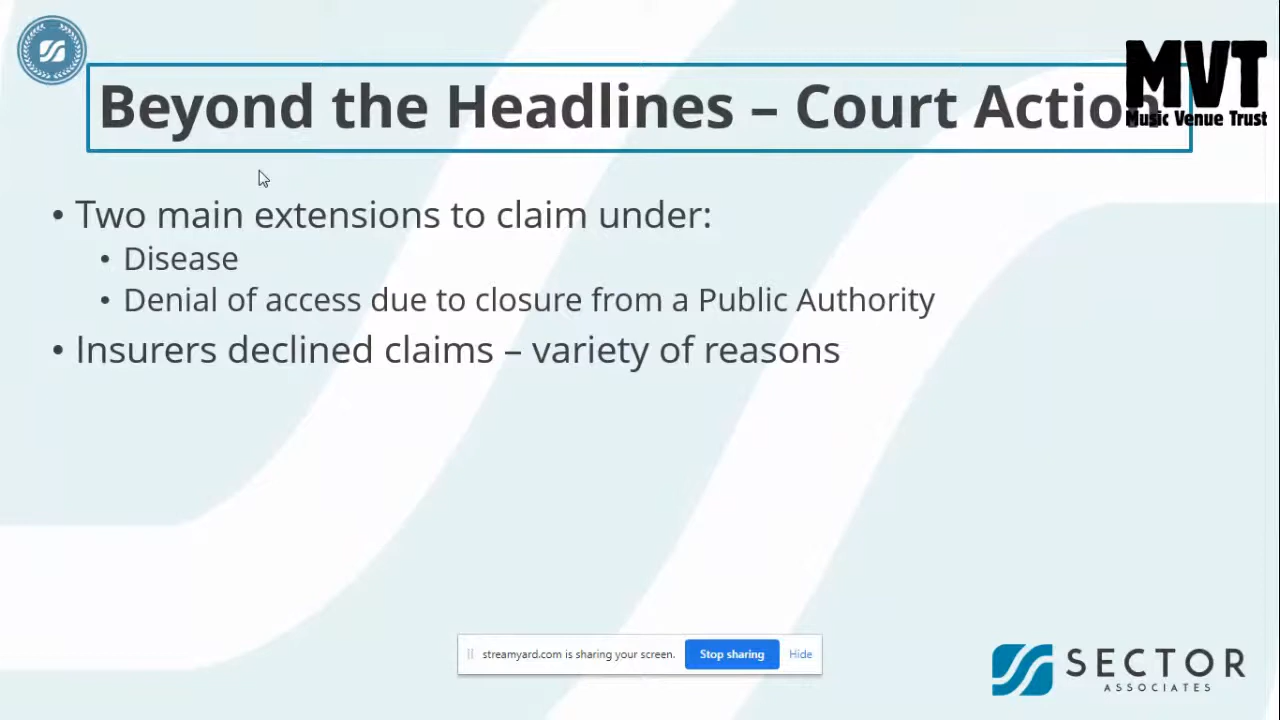 MVT
Music Venue Trust
Beyond the Headlines – Court Action
• Two main extensions to claim under:
• Disease
• Denial of access due to closure from a Public Authority
• Insurers declined claims – variety of reasons
streamyard.com is sharing your screen. Stop sharing Hide
SECTOR
ASSOCIATES